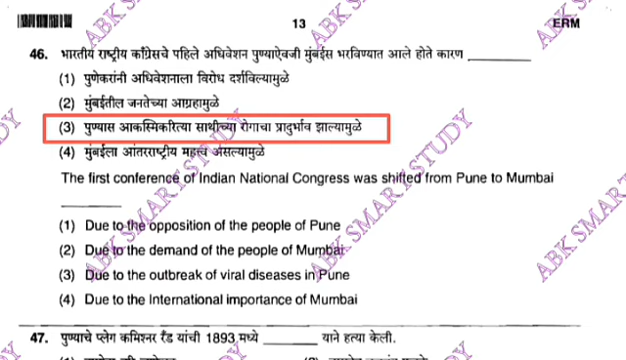 13
ERM
46. भारतीय राष्ट्रीय काँग्रेसचे पहिले अधिवेशन पुण्याऐवजी मुंबईस भरविण्यात आले होते कारण ________
(1) पुणेकरांनी अधिवेशनाला विरोध दर्शविल्यामुळे
(2) मुंबईतील जनतेच्या आग्रहामुळे
(3) पुण्यास आकस्मिकरित्या साथीच्या रोगाचा प्रादुर्भाव झाल्यामुळे
(4) मुंबईला आंतरराष्ट्रीय महत्त्व असल्यामुळे
The first conference of Indian National Congress was shifted from Pune to Mumbai
________
(1) Due to the opposition of the people of Pune
(2) Due to the demand of the people of Mumbai
(3) Due to the outbreak of viral diseases in Pune
(4) Due to the International importance of Mumbai
47. पुण्याचे प्लेग कमिश्नर रँड यांची 1893 मध्ये ________ याने हत्या केली.
ABK SMART STUDY